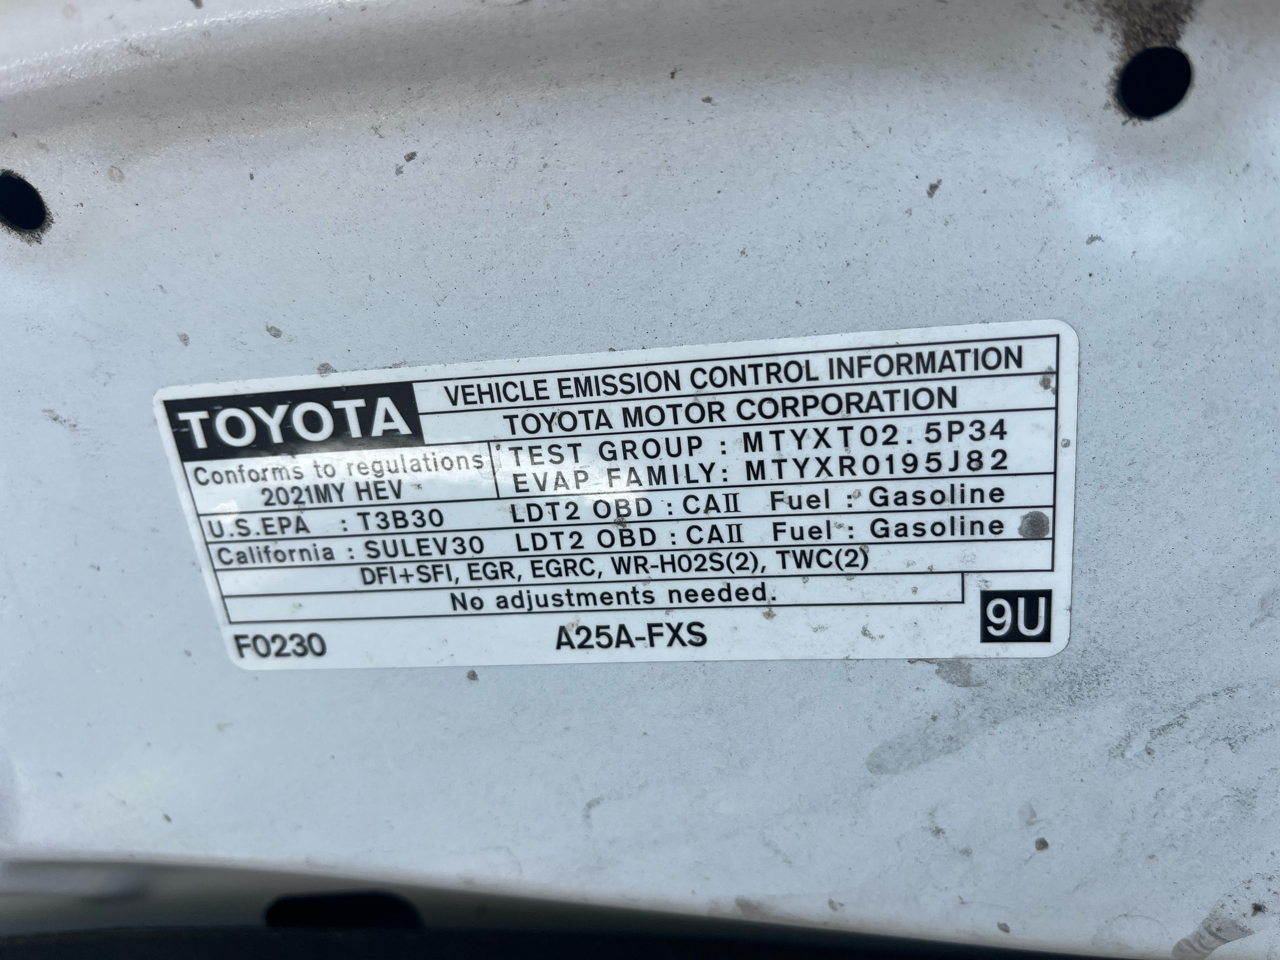 TOYOTA
VEHICLE EMISSION CONTROL INFORMATION
TOYOTA MOTOR CORPORATION
Conforms to regulations
2021MY HEV
TEST GROUP : MTYXT02.5P34
EVAP FAMILY: MTYXR0195J82
U.S.EPA : T3B30 LDT2 OBD : CAII Fuel : Gasoline
California : SULEV30 LDT2 OBD : CAII Fuel : Gasoline
DFI+SFI, EGR, EGRC, WR-HO2S(2), TWC(2)
No adjustments needed.
F0230 A25A-FXS 9U